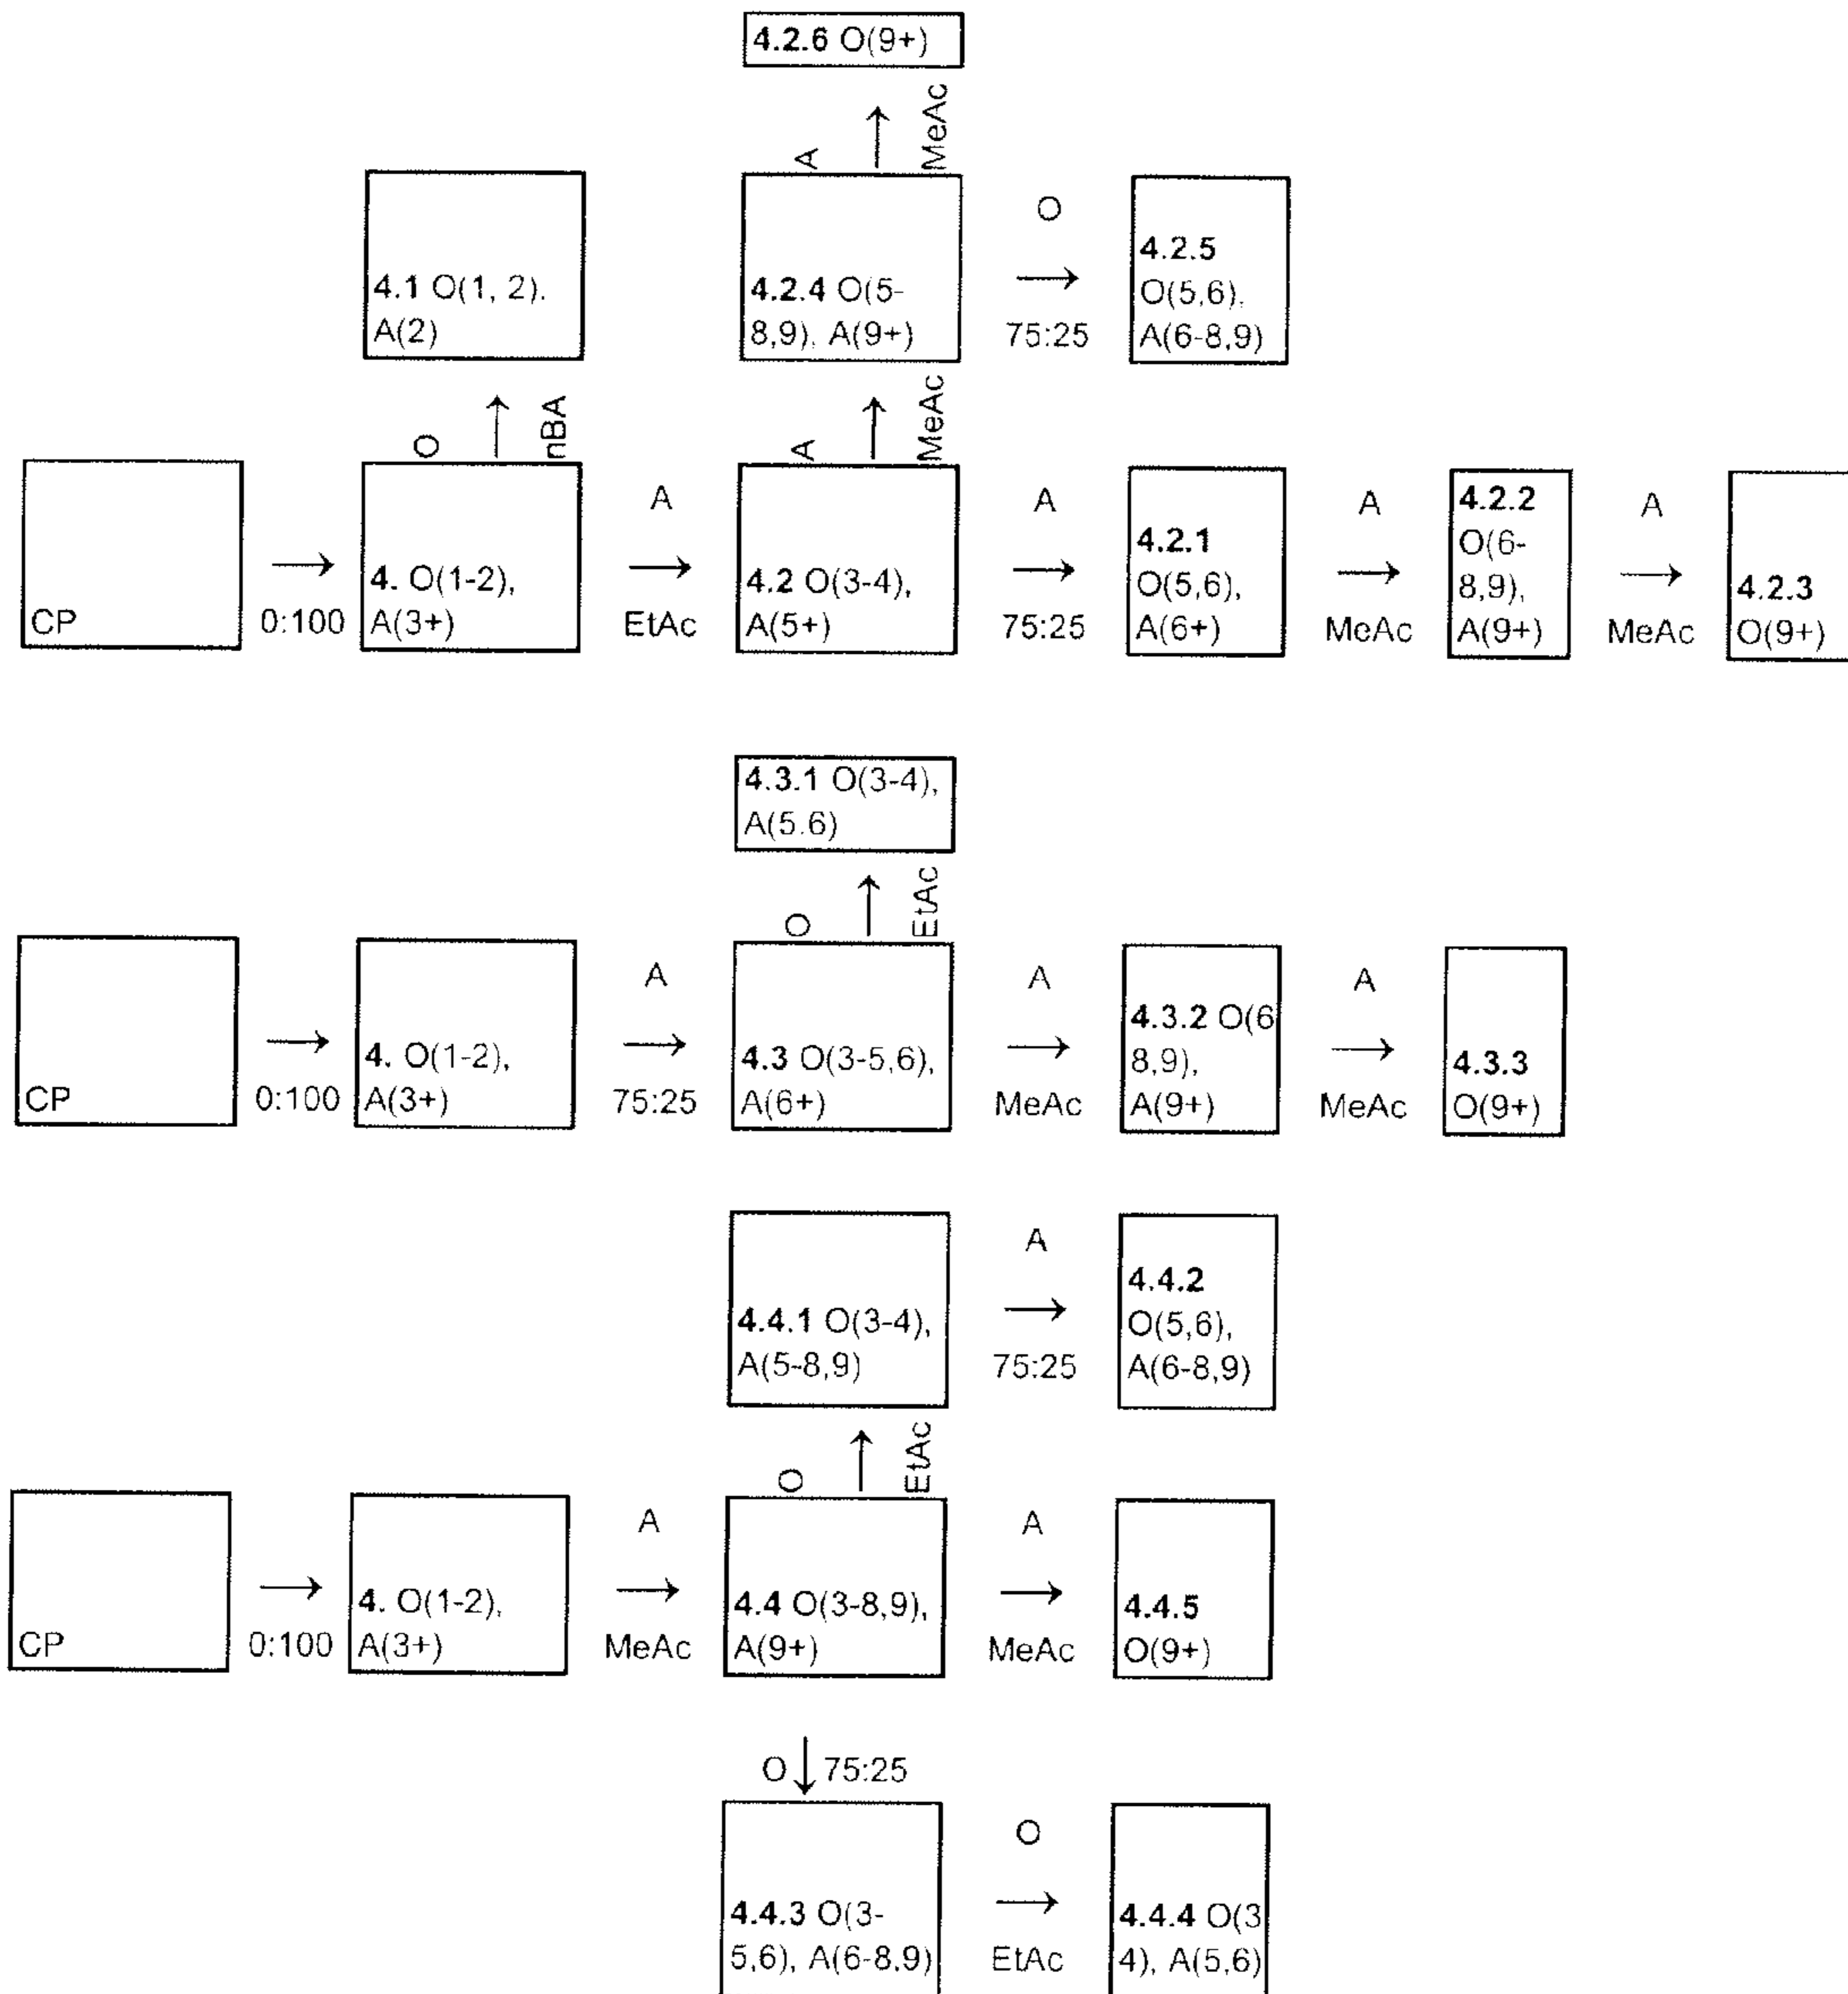 4.2.6 O(9+)
A
MeAc
4.1 O(1, 2).
A(2)
4.2.4 O(5-
8,9), A(9+)
O
75:25
4.2.5
O(5,6),
A(6-8,9)
O
nBA
A
MeAc
CP
0:100
4. O(1-2),
A(3+)
A
EtAc
4.2 O(3-4),
A(5+)
A
75:25
4.2.1
O(5,6),
A(6+)
A
MeAc
4.2.2
O(6-
8,9),
A(9+)
A
MeAc
4.2.3
O(9+)
4.3.1 O(3-4),
A(5.6)
O
EtAc
CP
0:100
4. O(1-2),
A(3+)
A
75:25
4.3 O(3-5,6),
A(6+)
A
MeAc
4.3.2 O(6
8,9),
A(9+)
A
MeAc
4.3.3
O(9+)
4.4.1 O(3-4),
A(5-8,9)
A
75:25
4.4.2
O(5,6),
A(6-8,9)
O
EtAc
CP
0:100
4. O(1-2),
A(3+)
A
MeAc
4.4 O(3-8,9),
A(9+)
A
MeAc
4.4.5
O(9+)
O
75:25
4.4.3 O(3-
5,6), A(6-8,9)
O
EtAc
4.4.4 O(3
4), A(5,6)